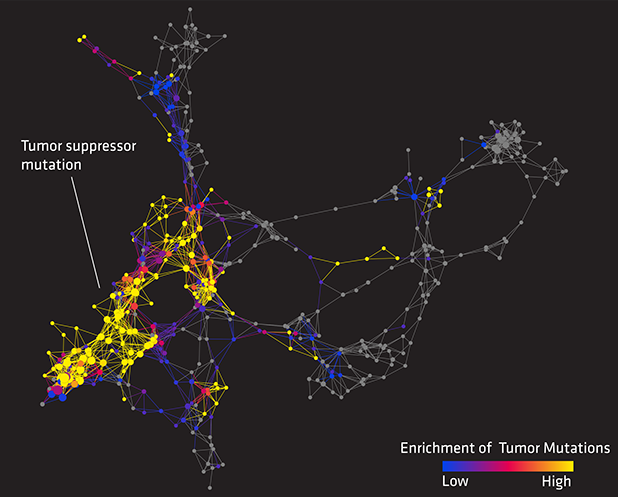 Tumor suppressor
mutation
Enrichment of Tumor Mutations
Low High